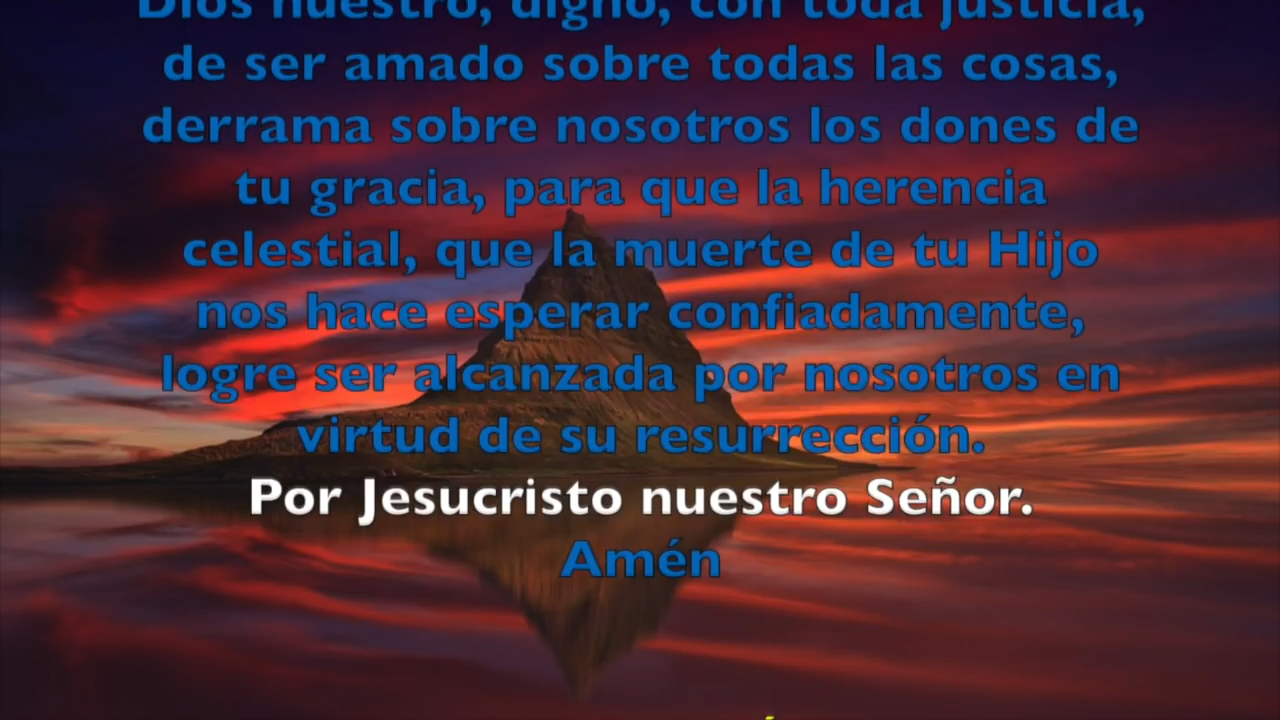 Dios nuestro, digno, con toda justicia,
de ser amado sobre todas las cosas,
derrama sobre nosotros los dones de
tu gracia, para que la herencia
celestial, que la muerte de tu Hijo
nos hace esperar confiadamente,
logre ser alcanzada por nosotros en
virtud de su resurrección.
Por Jesucristo nuestro Señor.
Amén